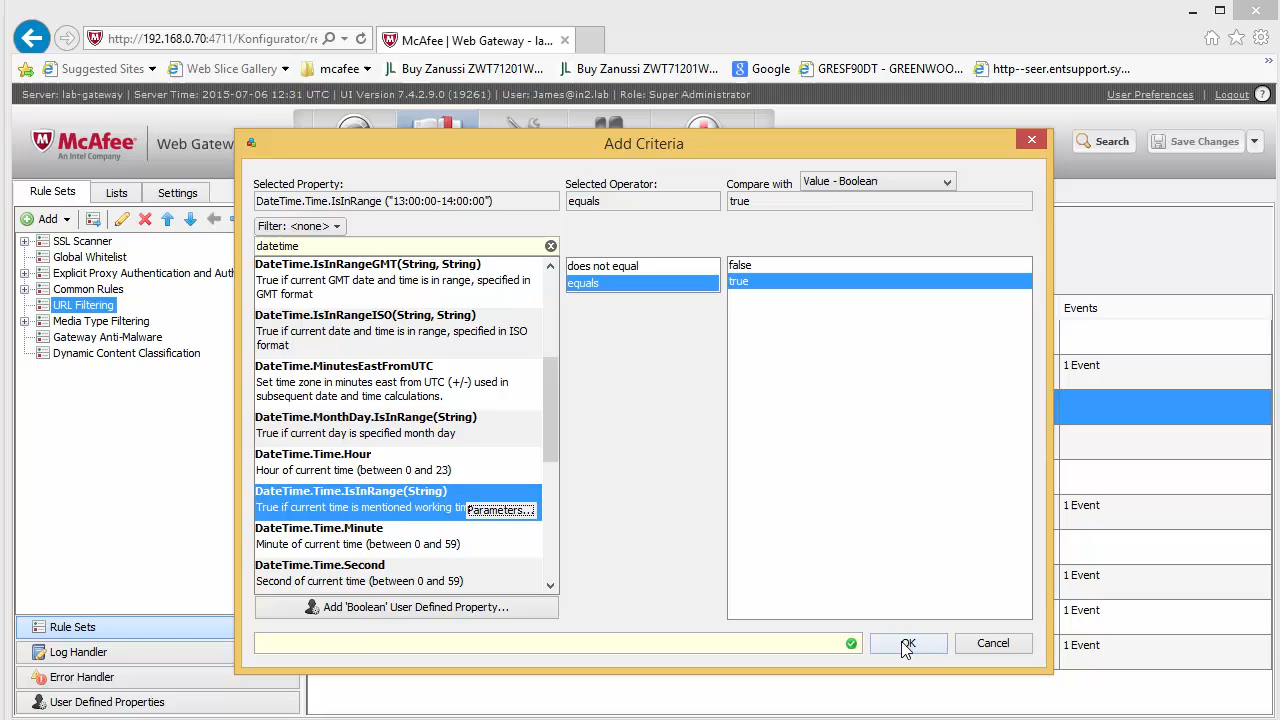 http://192.168.0.70:4711/Konfigurator/re
McAfee | Web Gateway - la...
Suggested Sites
Web Slice Gallery
mcafee
Buy Zanussi ZWT71201W...
Buy Zanussi ZWT71201W...
Google
GRESF90DT - GREENWOO...
http--seer.entsupport.sy...
Server: lab-gateway | Server Time: 2015-07-06 12:31 UTC | UI Version 7.4.2.9.0 (19261) | User: James@in2.lab | Role: Super Administrator
User Preferences
Logout
McAfee
An Intel Company
Web Gatew
Search
Save Changes
Rule Sets
Lists
Settings
Add
SSL Scanner
Global Whitelist
Explicit Proxy Authentication and Auth
Common Rules
URL Filtering
Media Type Filtering
Gateway Anti-Malware
Dynamic Content Classification
Rule Sets
Log Handler
Error Handler
User Defined Properties
Add Criteria
Selected Property:
DateTime.Time.IsInRange ("13:00:00-14:00:00")
Filter: <none>
datetime
DateTime.IsInRangeGMT(String, String)
True if current GMT date and time is in range, specified in
GMT format
DateTime.IsInRangeISO(String, String)
True if current date and time is in range, specified in ISO
format
DateTime.MinutesEastFromUTC
Set time zone in minutes east from UTC (+/-) used in
subsequent date and time calculations.
DateTime.MonthDay.IsInRange(String)
True if current day is specified month day
DateTime.Time.Hour
Hour of current time (between 0 and 23)
DateTime.Time.IsInRange(String)
True if current time is mentioned working
Parameters...
DateTime.Time.Minute
Minute of current time (between 0 and 59)
DateTime.Time.Second
Second of current time (between 0 and 59)
Add 'Boolean' User Defined Property...
Selected Operator:
equals
does not equal
equals
Compare with
Value - Boolean
true
false
true
OK
Cancel
Events
1 Event
1 Event
1 Event
1 Event
1 Event